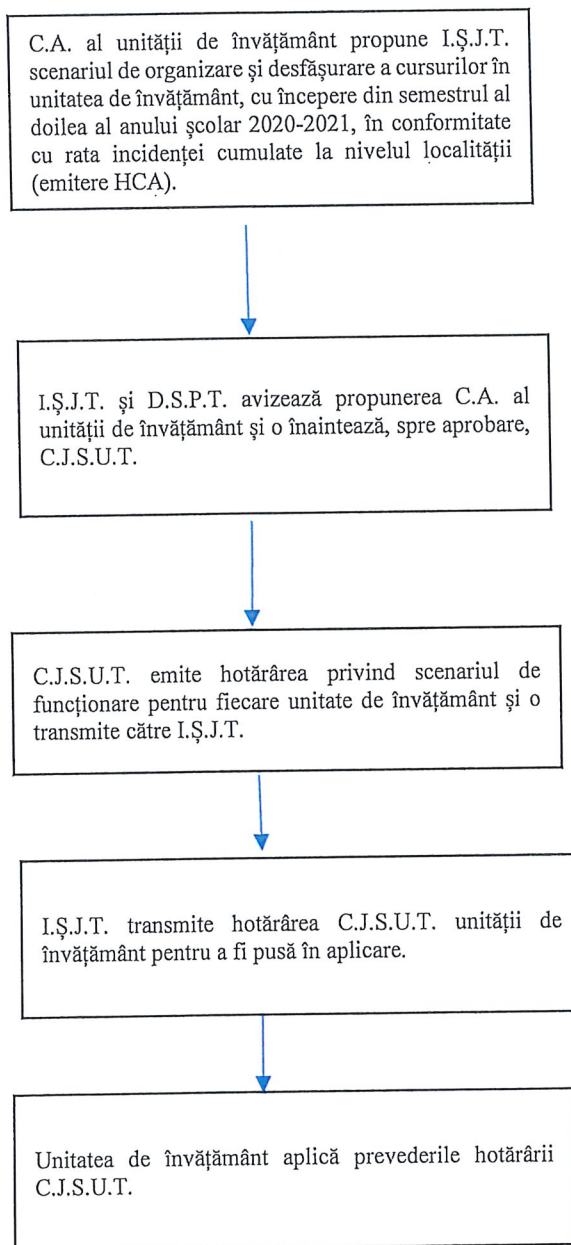 C.A. al unității de învățământ propune I.Ș.J.T.
scenariul de organizare și desfășurare a cursurilor în
unitatea de învățământ, cu începere din semestrul al
doilea al anului școlar 2020-2021, în conformitate
cu rata incidenței cumulate la nivelul localității
(emitere HCA).
I.Ș.J.T. și D.S.P.T. avizează propunerea C.A. al
unității de învățământ și o înaintează, spre aprobare,
C.J.S.U.T.
C.J.S.U.T. emite hotărârea privind scenariul de
funcționare pentru fiecare unitate de învățământ și o
transmite către I.Ș.J.T.
I.Ș.J.T. transmite hotărârea C.J.S.U.T. unității de
învățământ pentru a fi pusă în aplicare.
Unitatea de învățământ aplică prevederile hotărârii
C.J.S.U.T.